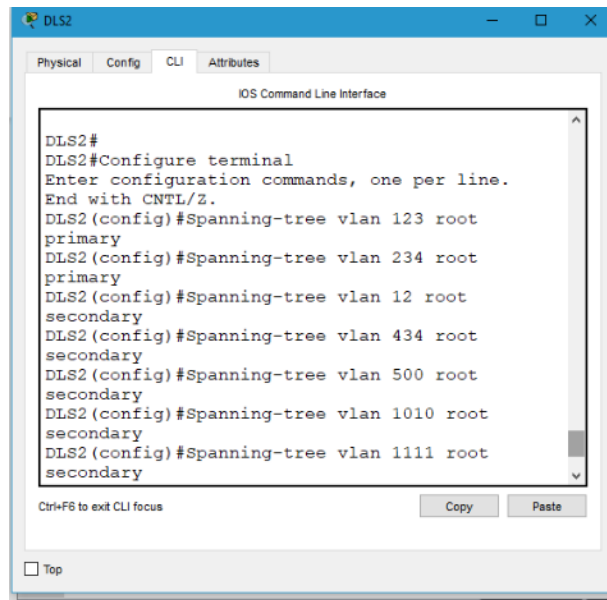 DLS2
Physical Config CLI Attributes
IOS Command Line Interface
DLS2#
DLS2#Configure terminal
Enter configuration commands, one per line.
End with CNTL/Z.
DLS2(config)#Spanning-tree vlan 123 root
primary
DLS2(config)#Spanning-tree vlan 234 root
primary
DLS2(config)#Spanning-tree vlan 12 root
secondary
DLS2(config)#Spanning-tree vlan 434 root
secondary
DLS2(config)#Spanning-tree vlan 500 root
secondary
DLS2(config)#Spanning-tree vlan 1010 root
secondary
DLS2(config)#Spanning-tree vlan 1111 root
secondary
Ctrl+F6 to exit CLI focus
Copy Paste
Top